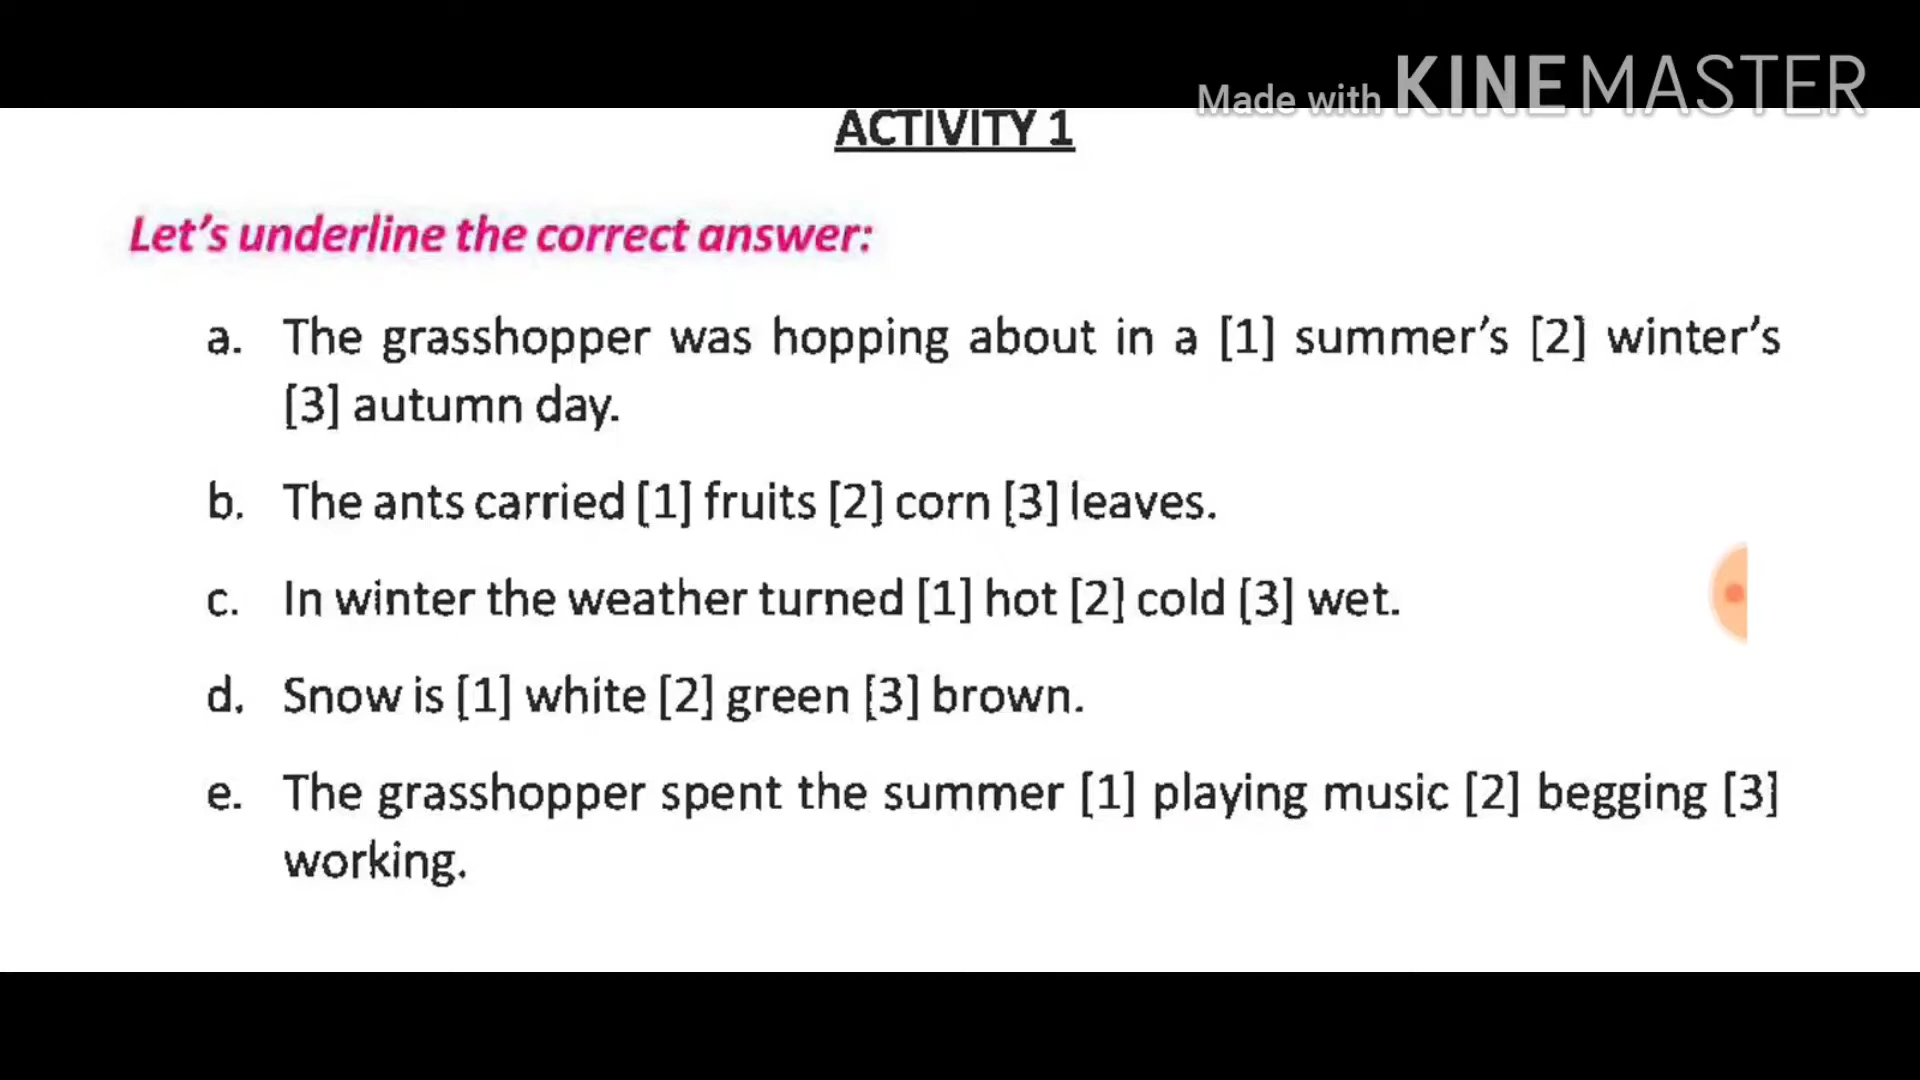 Made with KINEMASTER
ACTIVITY 1
Let's underline the correct answer:
a. The grasshopper was hopping about in a [1] summer's [2] winter's
[3] autumn day.
b. The ants carried [1] fruits [2] corn [3] leaves.
c. In winter the weather turned [1] hot [2] cold [3] wet.
d. Snow is [1] white [2] green [3] brown.
e. The grasshopper spent the summer [1] playing music [2] begging [3]
working.